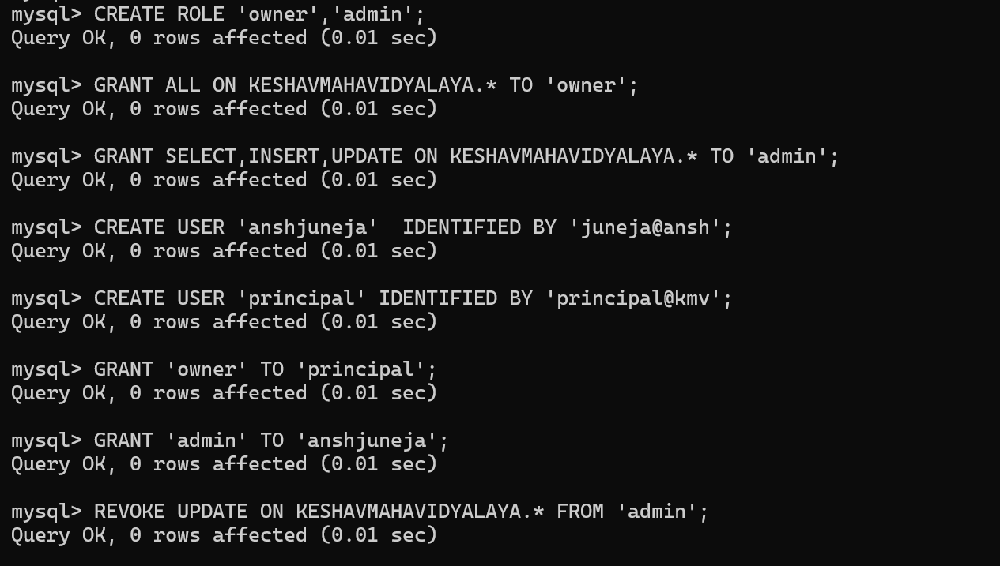 mysql> CREATE ROLE 'owner','admin';
Query OK, 0 rows affected (0.01 sec)
mysql> GRANT ALL ON KESHAVMAHAVIDYALAYA.* TO 'owner';
Query OK, 0 rows affected (0.01 sec)
mysql> GRANT SELECT,INSERT,UPDATE ON KESHAVMAHAVIDYALAYA.* TO 'admin';
Query OK, 0 rows affected (0.01 sec)
mysql> CREATE USER 'anshjuneja'  IDENTIFIED BY 'juneja@ansh';
Query OK, 0 rows affected (0.01 sec)
mysql> CREATE USER 'principal' IDENTIFIED BY 'principal@kmv';
Query OK, 0 rows affected (0.01 sec)
mysql> GRANT 'owner' TO 'principal';
Query OK, 0 rows affected (0.01 sec)
mysql> GRANT 'admin' TO 'anshjuneja';
Query OK, 0 rows affected (0.01 sec)
mysql> REVOKE UPDATE ON KESHAVMAHAVIDYALAYA.* FROM 'admin';
Query OK, 0 rows affected (0.01 sec)